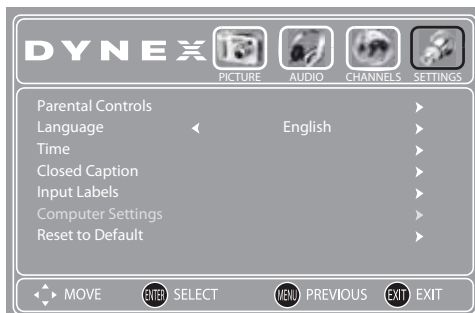 DYNEX
PICTURE AUDIO CHANNELS SETTINGS
Parental Controls
Language English
Time
Closed Caption
Input Labels
Computer Settings
Reset to Default
MOVE ENTER SELECT MENU PREVIOUS EXIT EXIT